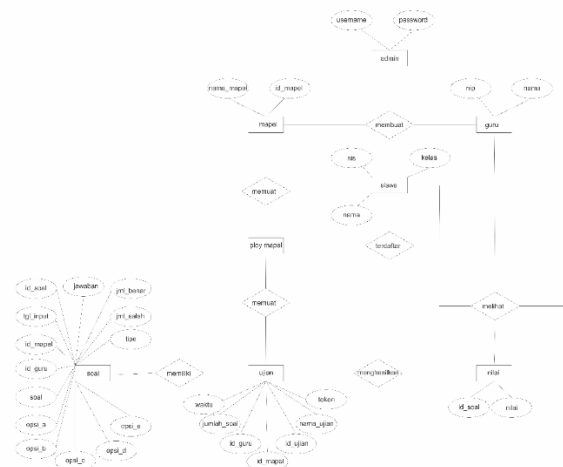 username
password
admin
nama_mapel
id_mapel
nip
nama
mapel
membuat
guru
nis
kelas
siswa
memuat
nama
ploy mapel
terdaftar
id_soal
jawaban
jml_benar
tgl_input
jml_salah
memuat
melihat
id_mapel
tipe
id_guru
soal
memiliki
ujian
menghasilkan
nilai
soal
waktu
token
id_soal
nilai
opsi_a
opsi_e
jumlah_soal
nama_ujian
opsi_b
opsi_d
id_guru
id_ujian
opsi_c
id_mapel